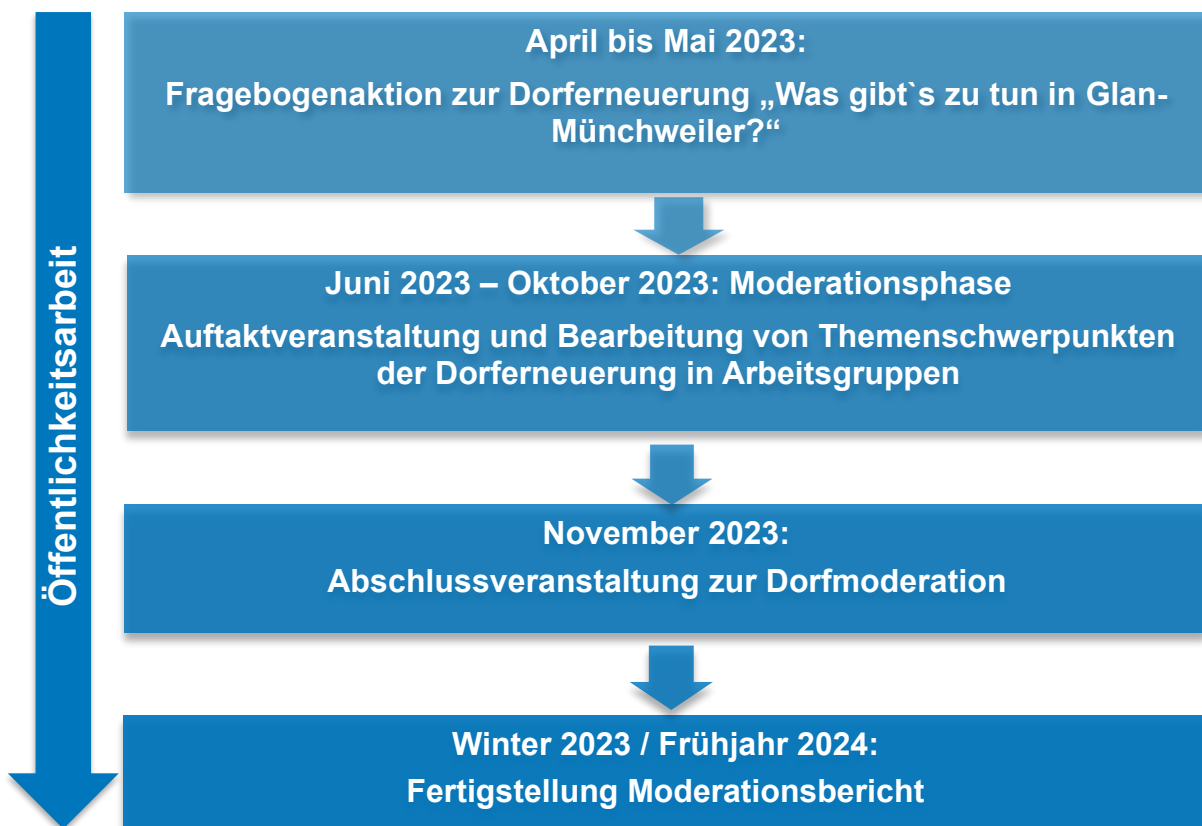 Öffentlichkeitsarbeit
April bis Mai 2023:
Fragebogenaktion zur Dorferneuerung „Was gibt`s zu tun in Glan-
Münchweiler?“
Juni 2023 – Oktober 2023: Moderationsphase
Auftaktveranstaltung und Bearbeitung von Themenschwerpunkten
der Dorferneuerung in Arbeitsgruppen
November 2023:
Abschlussveranstaltung zur Dorfmoderation
Winter 2023 / Frühjahr 2024:
Fertigstellung Moderationsbericht